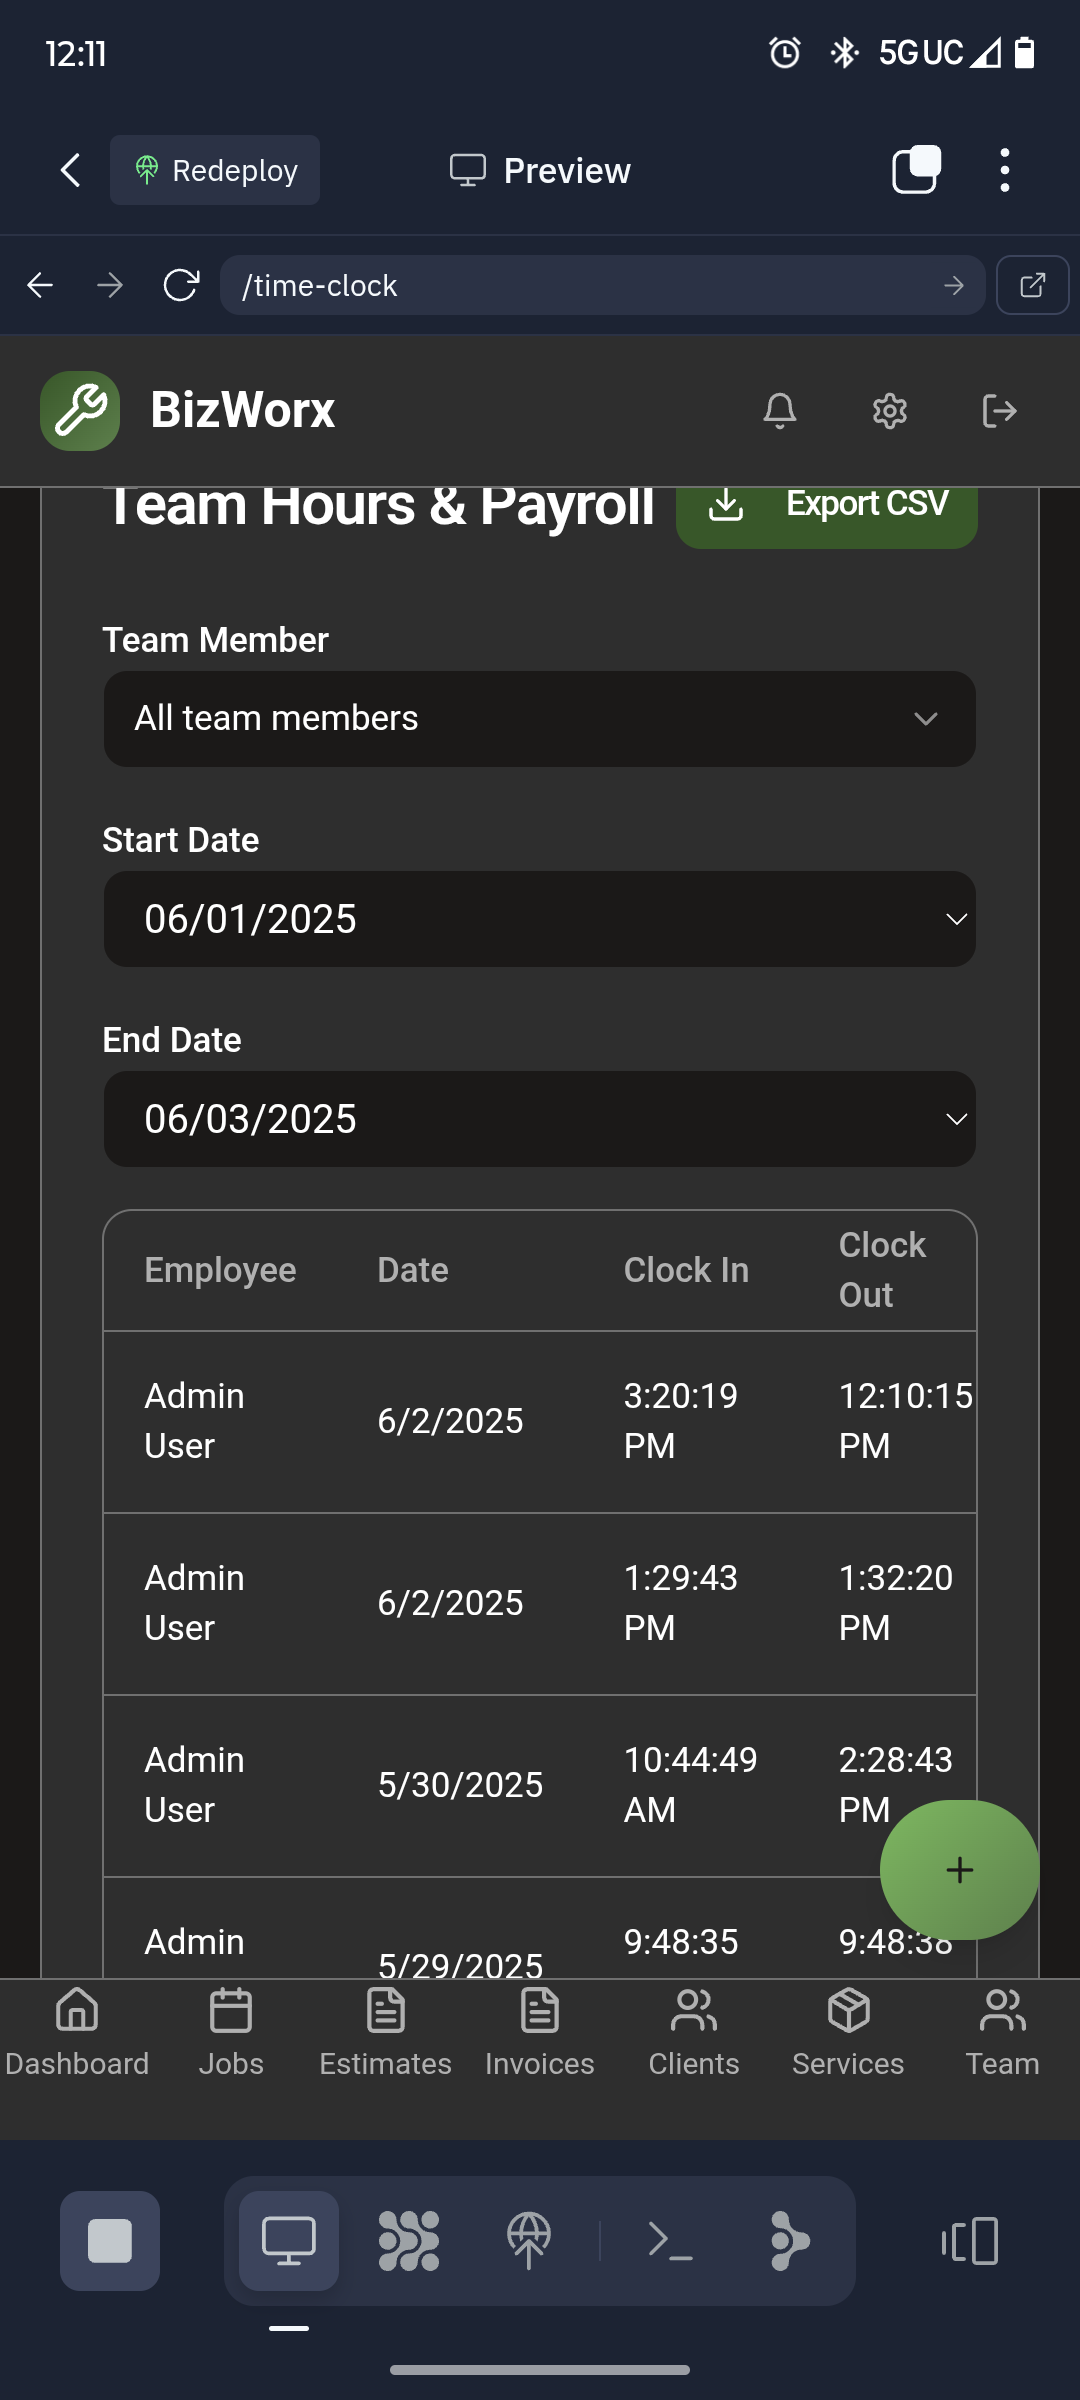 12:11
5G UC
Redeploy
Preview
/time-clock
BizWorx
Team Hours & Payroll
Export CSV
Team Member
All team members
Start Date
06/01/2025
End Date
06/03/2025
Employee Date Clock In Clock Out
Admin User 6/2/2025 3:20:19 PM 12:10:15 PM
Admin User 6/2/2025 1:29:43 PM 1:32:20 PM
Admin User 5/30/2025 10:44:49 AM 2:28:43 PM
Admin 5/29/2025 9:48:35 9:48:38
Dashboard Jobs Estimates Invoices Clients Services Team